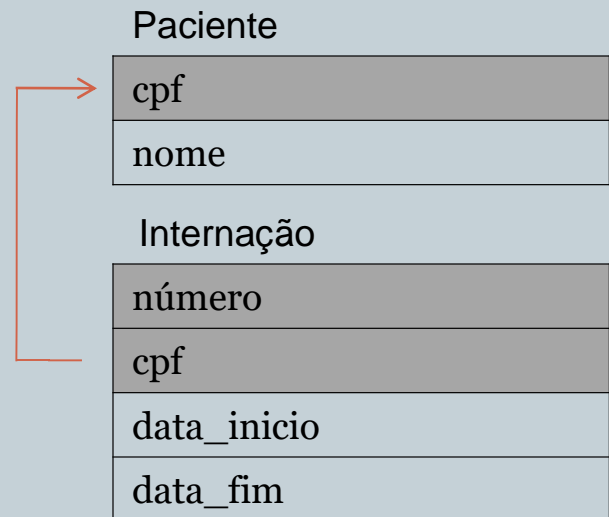 Paciente
cpf
nome
Internação
número
cpf
data_inicio
data_fim